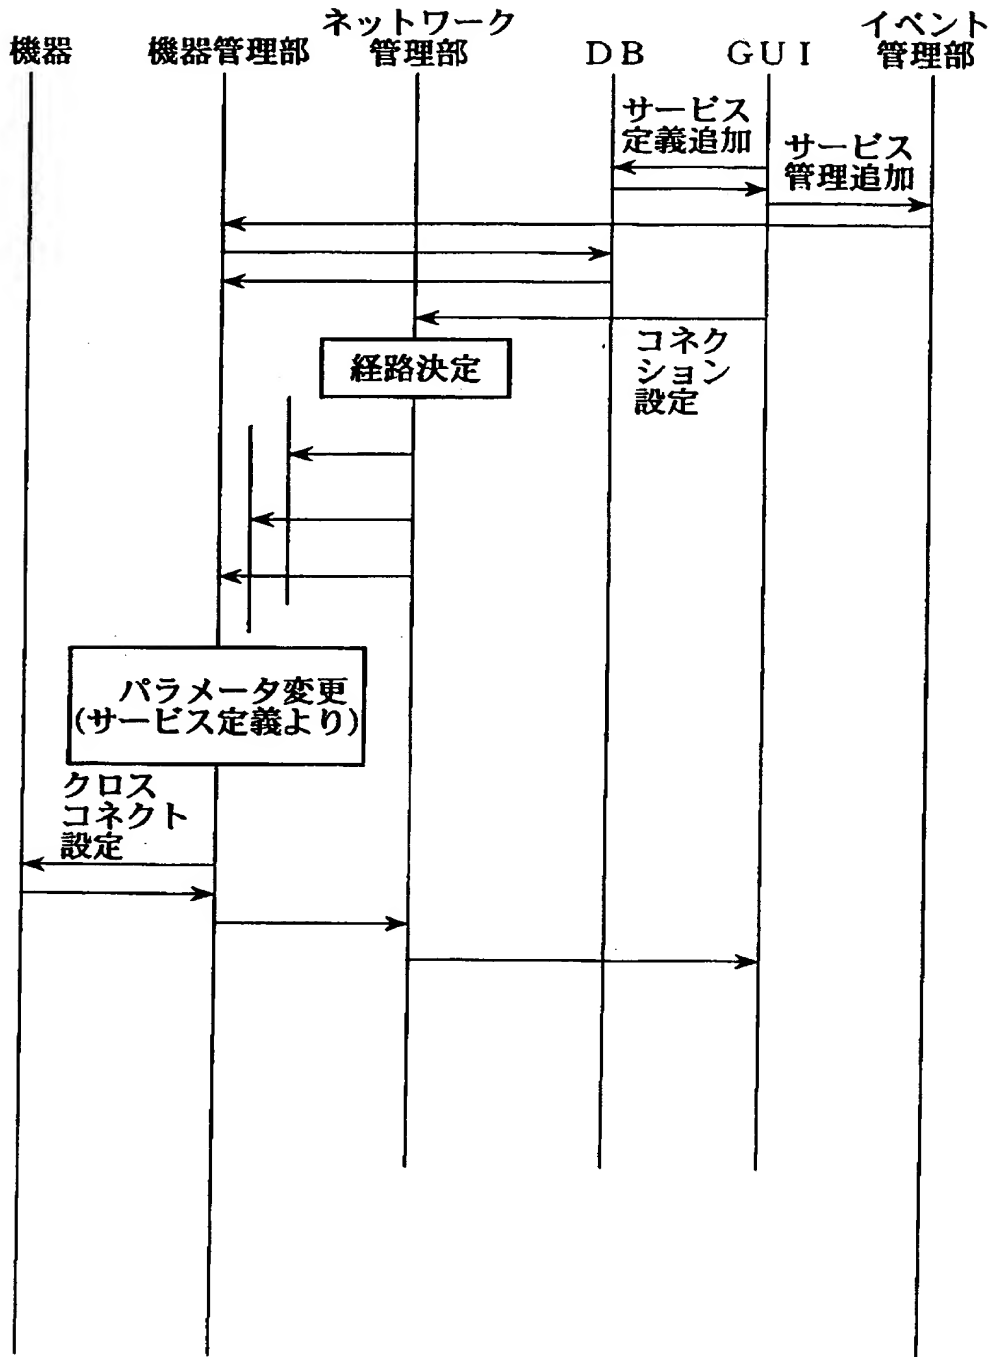 機器
機器管理部
ネットワーク
管理部
ＤＢ
ＧＵＩ
イベント
管理部
サービス
定義追加
サービス
管理追加
コネク
ション
設定
経路決定
パラメータ変更
(サービス定義より)
クロス
コネクト
設定